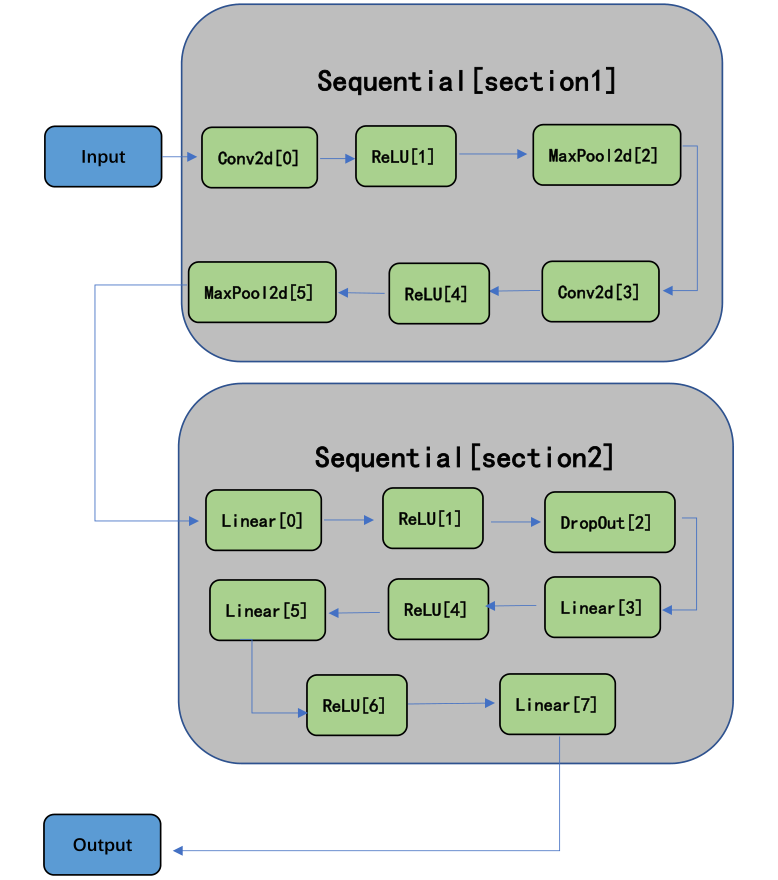 Sequential[section1]
Input
Conv2d[0]
ReLU[1]
MaxPool2d[2]
Conv2d[3]
ReLU[4]
MaxPool2d[5]
Sequential[section2]
Linear[0]
ReLU[1]
DropOut[2]
Linear[3]
ReLU[4]
Linear[5]
ReLU[6]
Linear[7]
Output